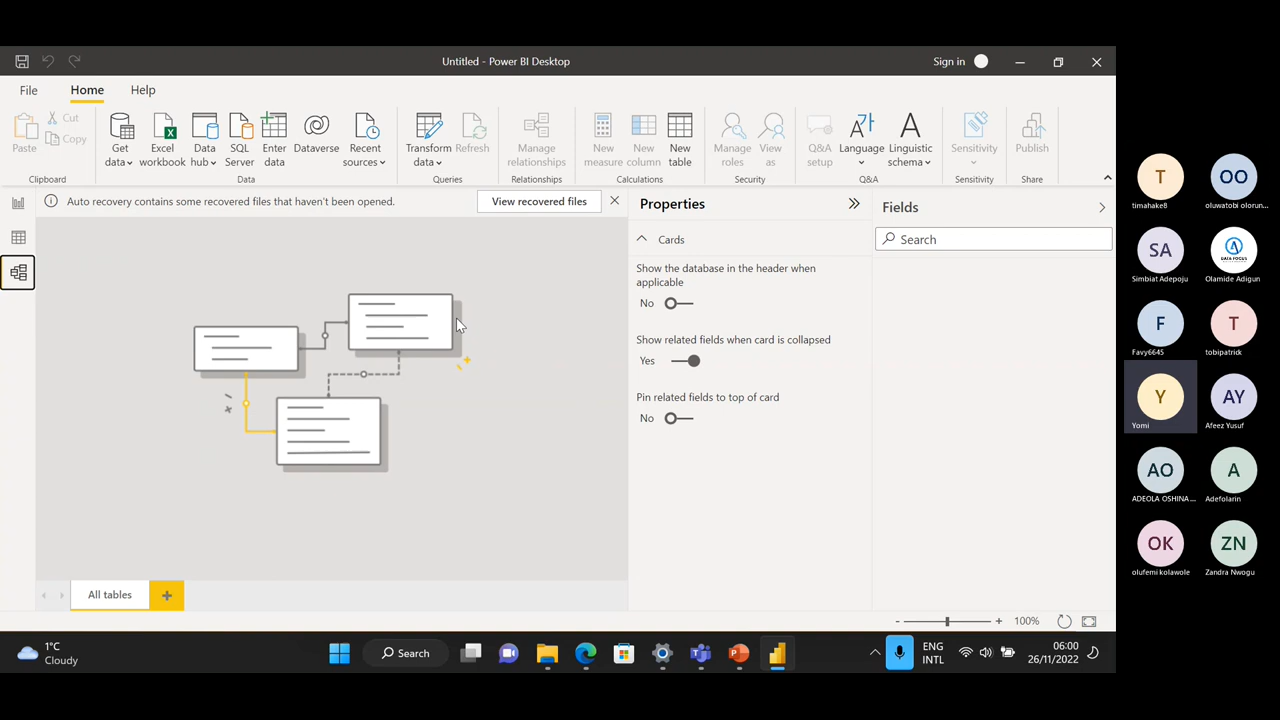 Untitled - Power BI Desktop
Sign in
File
Home
Help
Paste
Cut
Copy
Clipboard
Get data
Excel workbook
Data hub
SQL Server
Enter data
Dataverse
Recent sources
Data
Transform data
Refresh
Queries
Manage relationships
Relationships
New measure
New column
New table
Calculations
Manage roles
View as
Security
Q&A setup
Language
Linguistic schema
Q&A
Sensitivity
Sensitivity
Publish
Share
Auto recovery contains some recovered files that haven't been opened.
View recovered files
Properties
Cards
Show the database in the header when
applicable
No
Show related fields when card is collapsed
Yes
Pin related fields to top of card
No
Fields
Search
All tables
100%
T
timahake8
OO
oluwatobi olorun...
SA
Simbiat Adepoju
DATA FOCUS
Olamide Adigun
F
Favy6645
T
tobipatrick
Y
Yomi
AY
Afeez Yusuf
AO
ADEOLA OSHINA...
A
Adefolarin
OK
olufemi kolawole
ZN
Zandra Nwogu
1°C
Cloudy
Search
ENG
INTL
06:00
26/11/2022